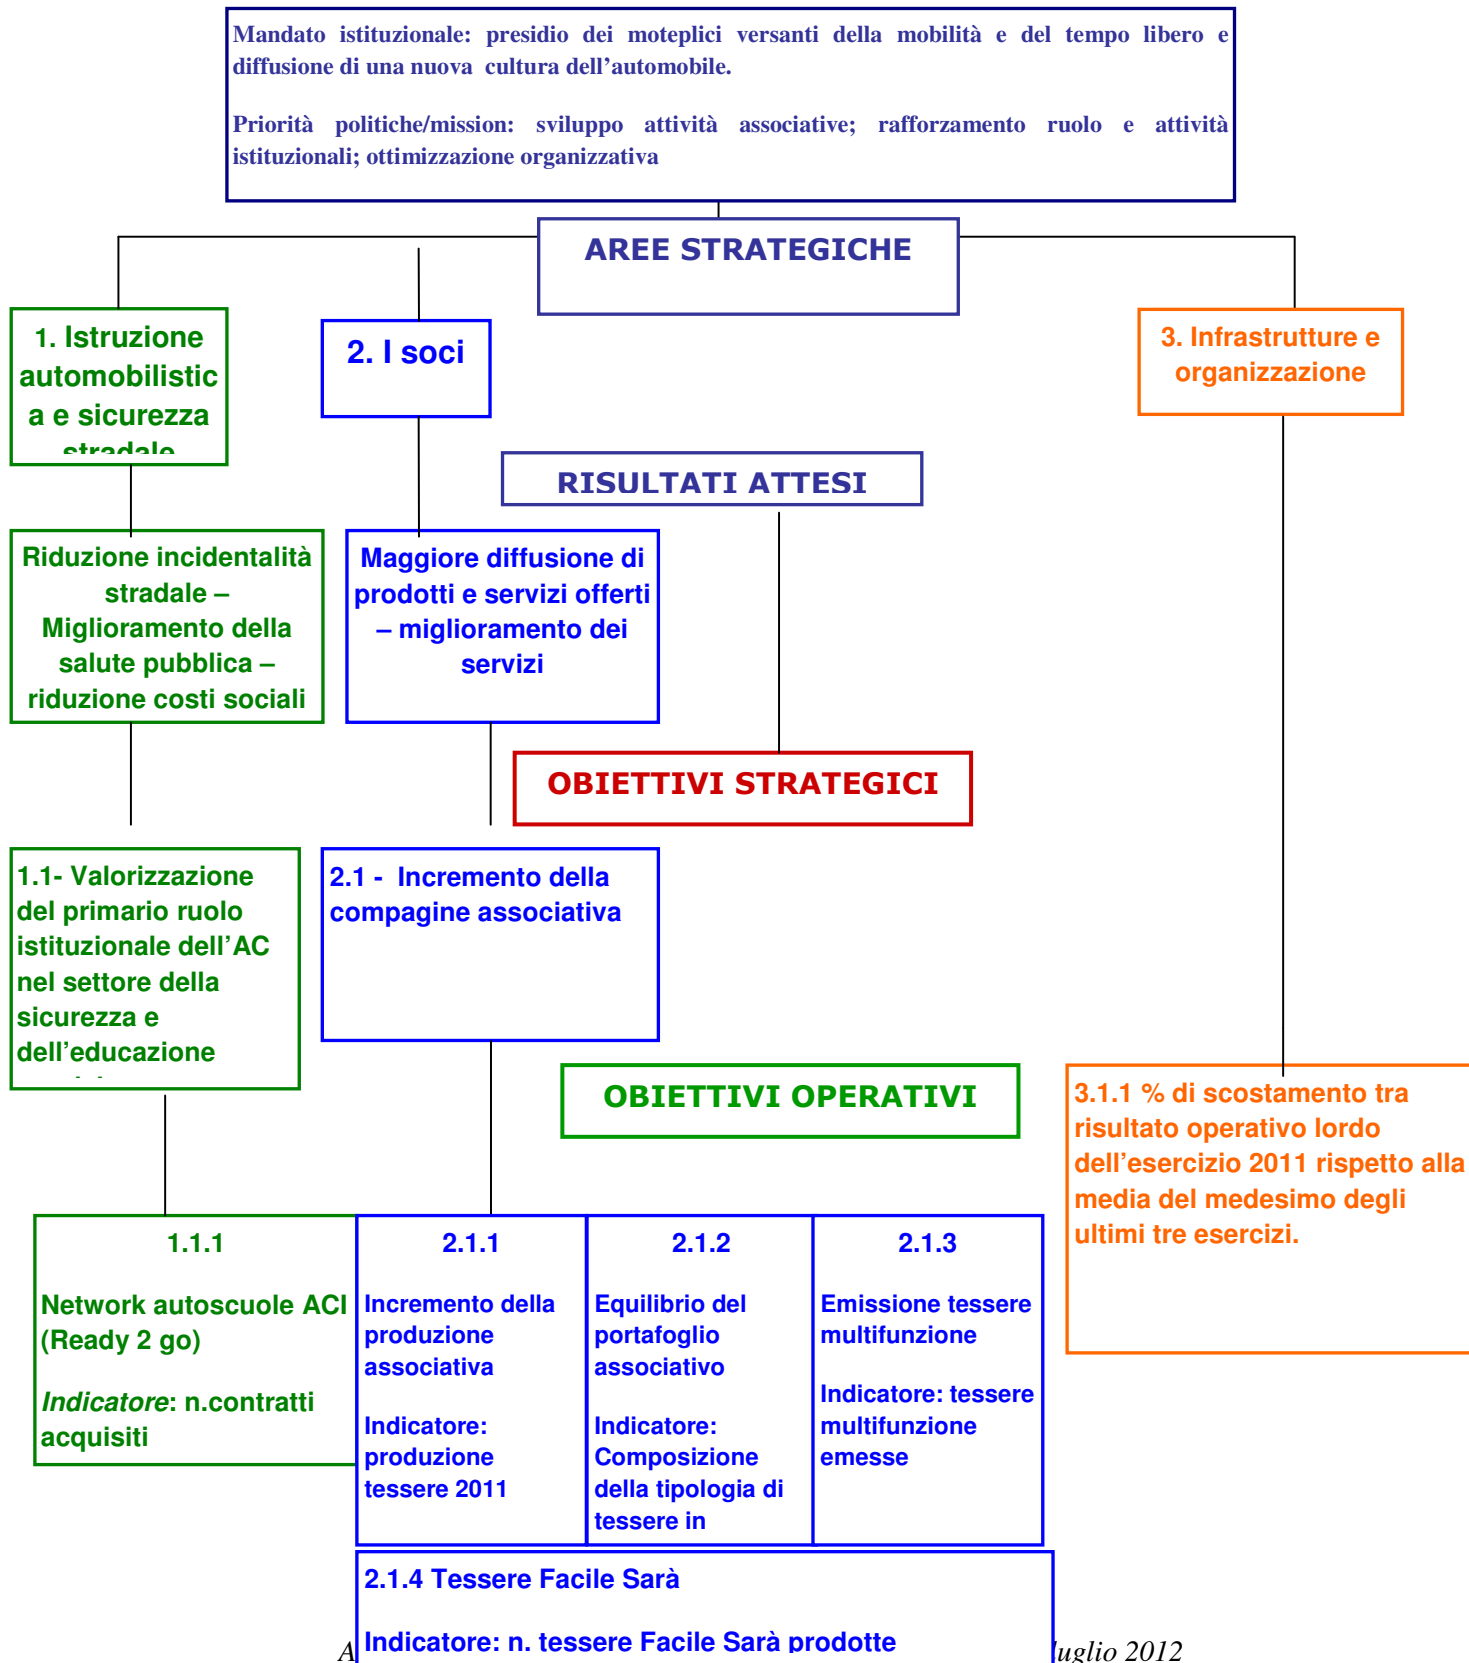 Mandato istituzionale: presidio dei moteplici versanti della mobilità e del tempo libero e
diffusione di una nuova cultura dell'automobile.
Priorità politiche/mission: sviluppo attività associative; rafforzamento ruolo e attività
istituzionali; ottimizzazione organizzativa
AREE STRATEGICHE
1. Istruzione
automobilistic
a e sicurezza
stradale
2. I soci
3. Infrastrutture e
organizzazione
RISULTATI ATTESI
Riduzione incidentalità
stradale –
Miglioramento della
salute pubblica –
riduzione costi sociali
Maggiore diffusione di
prodotti e servizi offerti
– miglioramento dei
servizi
OBIETTIVI STRATEGICI
1.1- Valorizzazione
del primario ruolo
istituzionale dell'AC
nel settore della
sicurezza e
dell'educazione
2.1 - Incremento della
compagine associativa
OBIETTIVI OPERATIVI
3.1.1 % di scostamento tra
risultato operativo lordo
dell'esercizio 2011 rispetto alla
media del medesimo degli
ultimi tre esercizi.
1.1.1
Network autoscuole ACI
(Ready 2 go)
Indicatore: n.contratti
acquisiti
2.1.1
Incremento della
produzione
associativa
Indicatore:
produzione
tessere 2011
2.1.2
Equilibrio del
portafoglio
associativo
Indicatore:
Composizione
della tipologia di
tessere in
2.1.3
Emissione tessere
multifunzione
Indicatore: tessere
multifunzione
emesse
2.1.4 Tessere Facile Sarà
Indicatore: n. tessere Facile Sarà prodotte
A luglio 2012